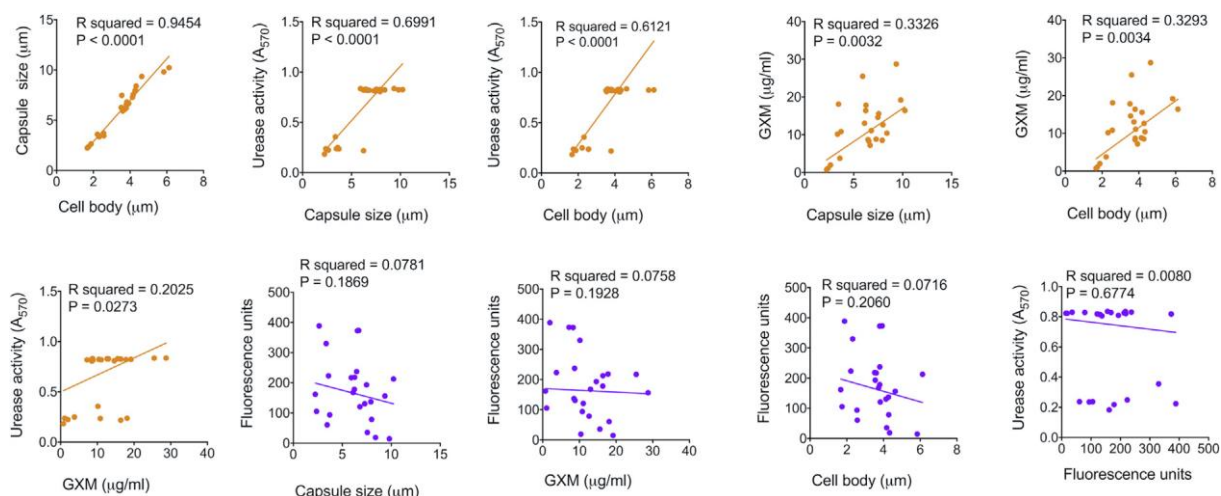 R squared = 0.9454
P < 0.0001
Capsule size (μm)
15
10
5
0
0 2 4 6 8
Cell body (μm)
R squared = 0.6991
P < 0.0001
Urease activity (A570)
1.5
1.0
0.5
0.0
0 5 10 15
Capsule size (μm)
R squared = 0.6121
P < 0.0001
Urease activity (A570)
1.5
1.0
0.5
0.0
0 2 4 6 8
Cell body (μm)
R squared = 0.3326
P = 0.0032
GXM (μg/ml)
40
30
20
10
0
0 5 10 15
Capsule size (μm)
R squared = 0.3293
P = 0.0034
GXM (μg/ml)
40
30
20
10
0
0 2 4 6 8
Cell body (μm)
R squared = 0.2025
P = 0.0273
Urease activity (A570)
1.5
1.0
0.5
0.0
0 10 20 30 40
GXM (μg/ml)
R squared = 0.0781
P = 0.1869
Fluorescence units
500
400
300
200
100
0
0 5 10 15
Capsule size (μm)
R squared = 0.0758
P = 0.1928
Fluorescence units
500
400
300
200
100
0
0 10 20 30 40
GXM (μg/ml)
R squared = 0.0716
P = 0.2060
Fluorescence units
500
400
300
200
100
0
0 2 4 6 8
Cell body (μm)
R squared = 0.0080
P = 0.6774
Urease activity (A570)
1.0
0.8
0.6
0.4
0.2
0.0
0 100 200 300 400 500
Fluorescence units